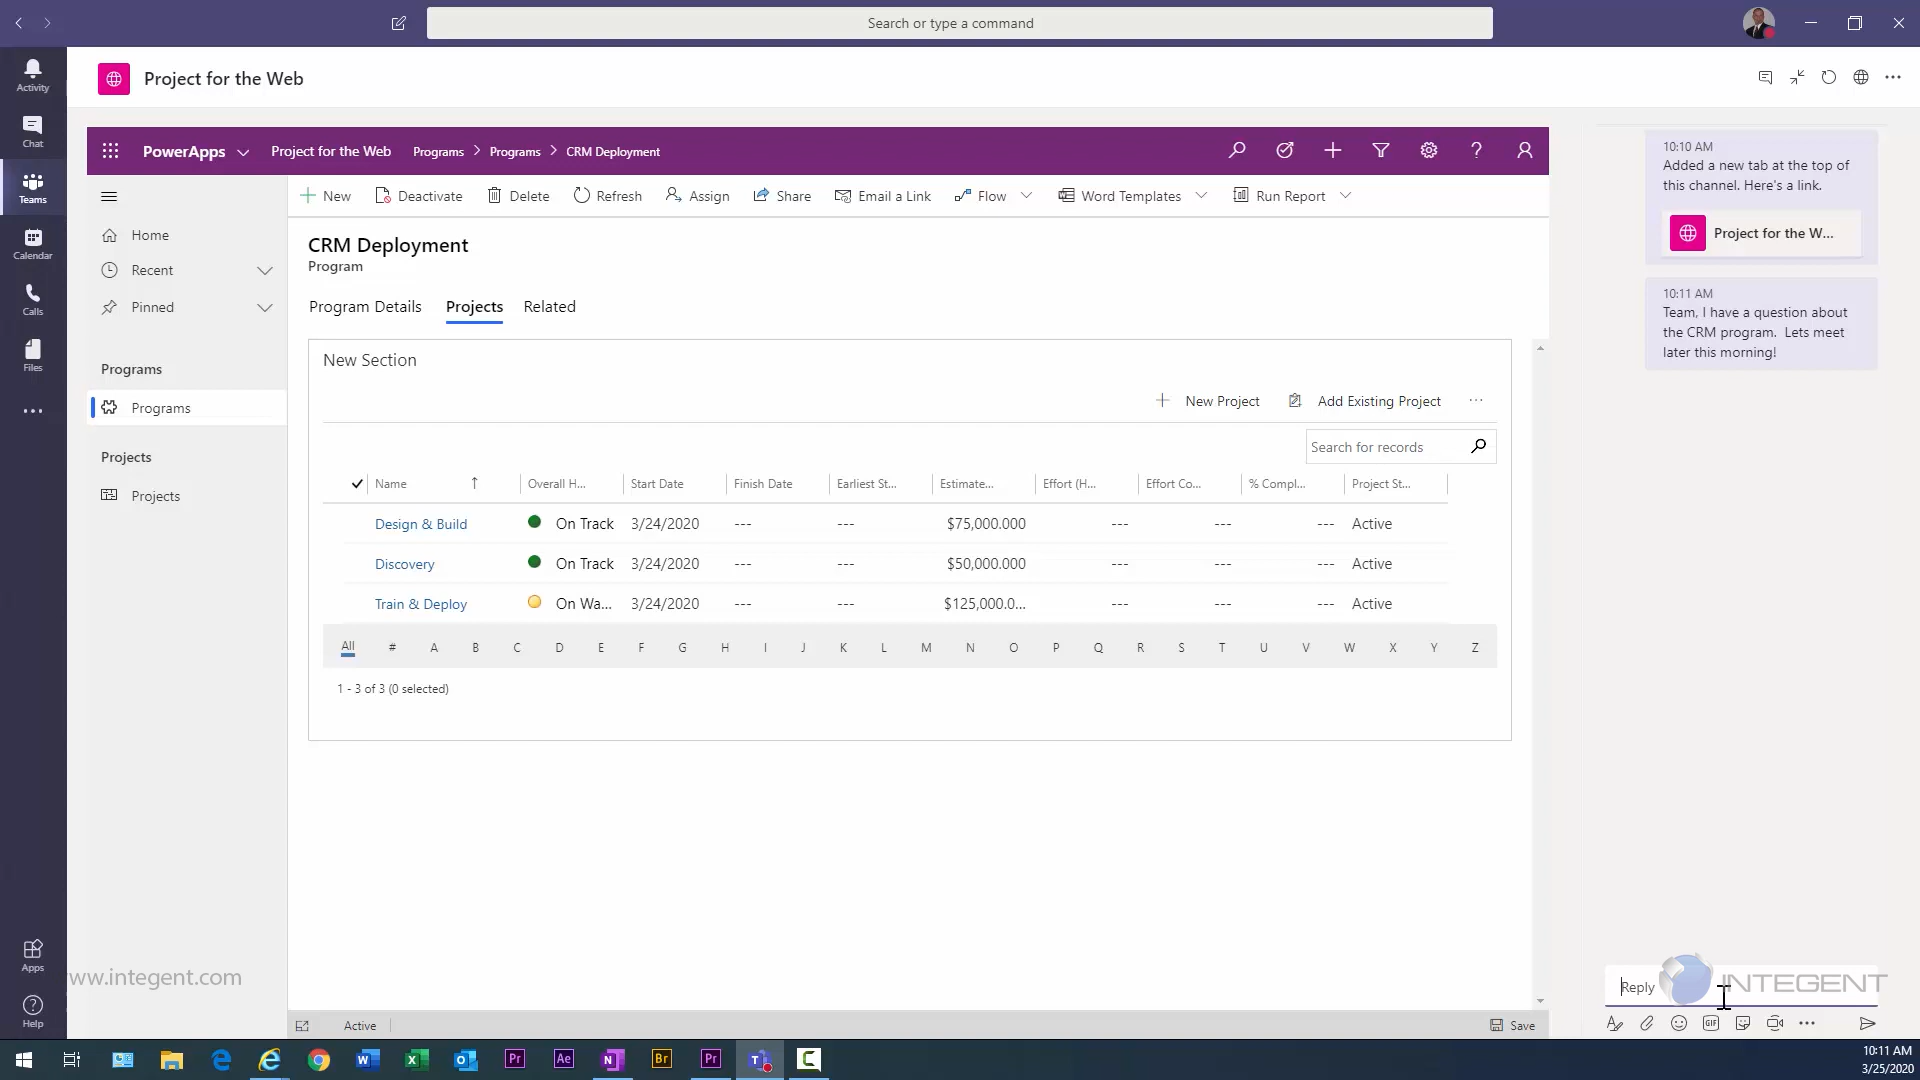 Search or type a command
Activity
Chat
Teams
Calendar
Calls
Files
Apps
Help
Project for the Web
PowerApps
Project for the Web
Programs > Programs > CRM Deployment
New
Deactivate
Delete
Refresh
Assign
Share
Email a Link
Flow
Word Templates
Run Report
Home
Recent
Pinned
Programs
Programs
Projects
Projects
CRM Deployment
Program
Program Details
Projects
Related
New Section
New Project
Add Existing Project
Search for records
Name Overall H... Start Date Finish Date Earliest St... Estimate... Effort (H... Effort Co... % Compl... Project St...
Design & Build On Track 3/24/2020 --- --- $75,000.000 --- --- --- Active
Discovery On Track 3/24/2020 --- --- $50,000.000 --- --- --- Active
Train & Deploy On Wa... 3/24/2020 --- --- $125,000.0... --- --- --- Active
All # A B C D E F G H I J K L M N O P Q R S T U V W X Y Z
1 - 3 of 3 (0 selected)
Active
Save
10:10 AM
Added a new tab at the top of
this channel. Here's a link.
Project for the W...
10:11 AM
Team, I have a question about
the CRM program. Lets meet
later this morning!
Reply
INTEGENT
GIF
ww.integent.com
Pr
Ae
N
Br
Pr
T
10:11 AM
3/25/2020